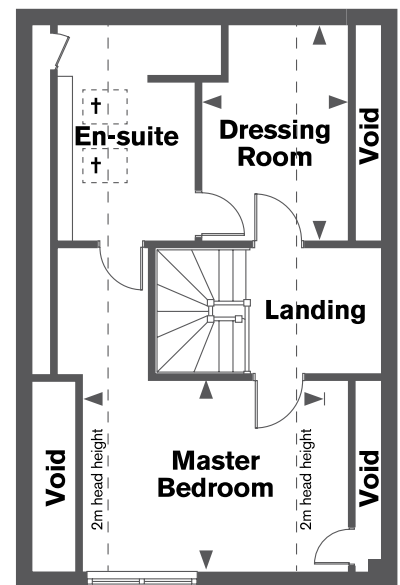 ✝
En-suite
✝
Dressing
Room
Void
Landing
Void
2m head height
Master
Bedroom
2m head height
Void